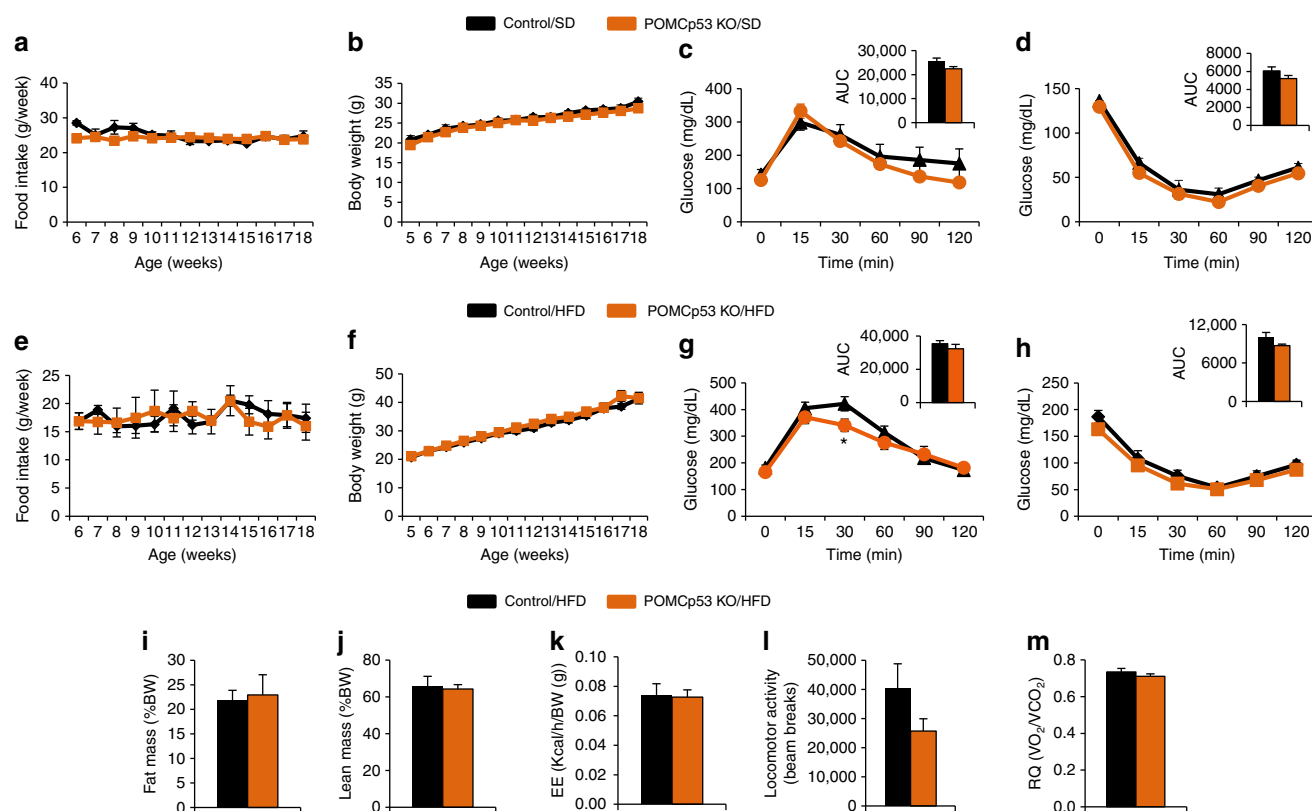 Control/SD POMCp53 KO/SD
a b c d
Food intake (g/week)
40
30
20
10
0
6 7 8 9 10 11 12 13 14 15 16 17 18
Age (weeks)
Body weight (g)
35
30
25
20
15
10
5
0
5 6 7 8 9 10 11 12 13 14 15 16 17 18
Age (weeks)
Glucose (mg/dL)
500
400
300
200
100
0 15 30 60 90 120
Time (min)
AUC
30,000
20,000
10,000
0
Glucose (mg/dL)
150
100
50
0
0 15 30 60 90 120
Time (min)
AUC
8000
6000
4000
2000
0
Control/HFD POMCp53 KO/HFD
e f g h
Food intake (g/week)
25
20
15
10
5
0
6 7 8 9 10 11 12 13 14 15 16 17 18
Age (weeks)
Body weight (g)
50
40
30
20
10
0
5 6 7 8 9 10 11 12 13 14 15 16 17 18
Age (weeks)
Glucose (mg/dL)
500
400
300
200
100
0
*
0 15 30 60 90 120
Time (min)
AUC
40,000
20,000
0
Glucose (mg/dL)
250
200
150
100
50
0
0 15 30 60 90 120
Time (min)
AUC
12,000
6000
0
Control/HFD POMCp53 KO/HFD
i j k l m
Fat mass (%BW)
30
25
20
15
10
5
0
Lean mass (%BW)
80
60
40
20
0
EE (Kcal/h/BW (g))
0.10
0.08
0.06
0.04
0.02
0.00
Locomotor activity
(beam breaks)
50,000
40,000
30,000
20,000
10,000
0
RQ (VO₂/VCO₂)
0.8
0.6
0.4
0.2
0.0